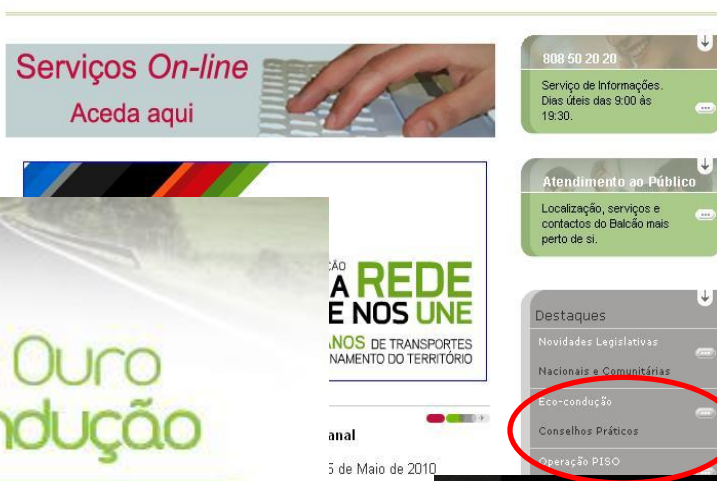 Serviços On-line
Aceda aqui
808 50 20 20
Serviço de Informações.
Dias úteis das 9:00 às
19:30.
Atendimento ao Público
Localização, serviços e
contactos do Balcão mais
perto de si.
ÇÃO
A REDE
E NOS UNE
ANOS DE TRANSPORTES
NAMENTO DO TERRITÓRIO
Ouro
ndução
anal
5 de Maio de 2010
Destaques
Novidades Legislativas
Nacionais e Comunitárias
Eco-condução
Conselhos Práticos
Operação PISO